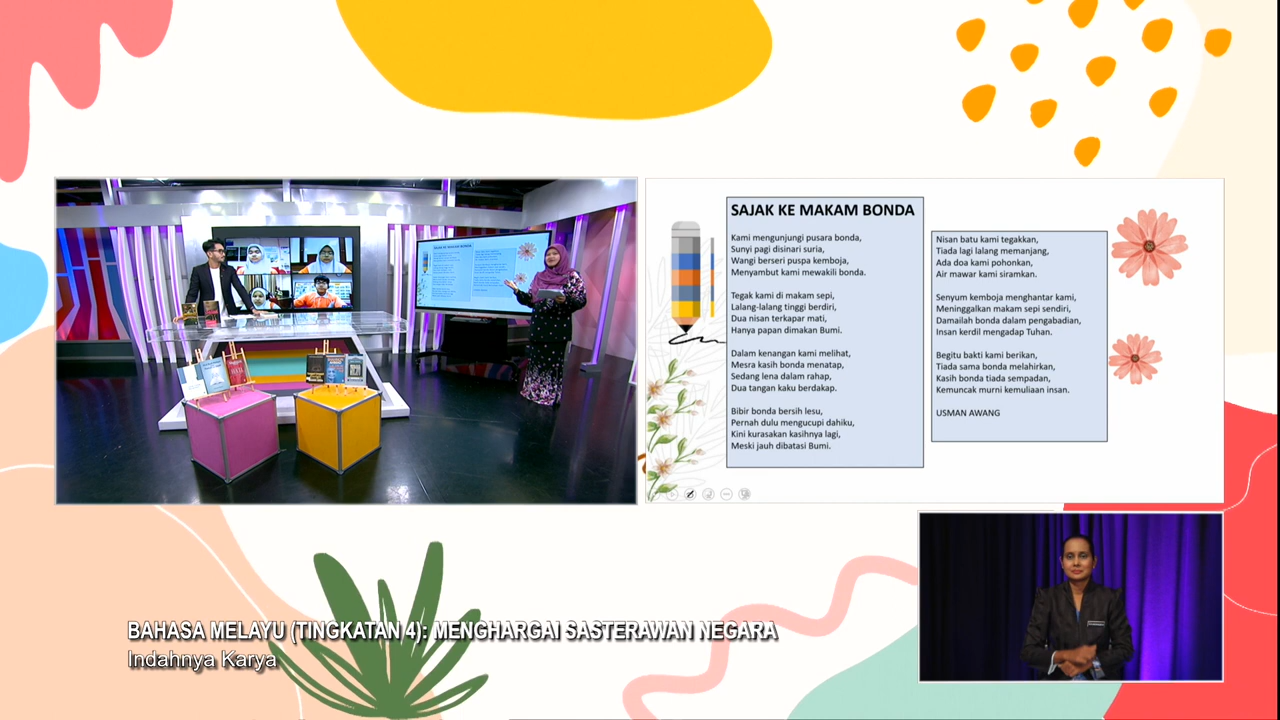 SAJAK KE MAKAM BONDA
Kami mengunjungi pusara bonda,
Sunyi pagi disinari suria,
Wangi berseri puspa kemboja,
Menyambut kami mewakili bonda.
Tegak kami di makam sepi,
Lalang-lalang tinggi berdiri,
Dua nisan terkapar mati,
Hanya papan dimakan Bumi.
Dalam kenangan kami melihat,
Mesra kasih bonda menatap,
Sedang lena dalam rahap,
Dua tangan kaku berdakap.
Bibir bonda bersih lesu,
Pernah dulu mengucupi dahiku,
Kini kurasakan kasihnya lagi,
Meski jauh dibatasi Bumi.
Nisan batu kami tegakkan,
Tiada lagi lalang memanjang,
Ada doa kami pohonkan,
Air mawar kami siramkan.
Senyum kemboja menghantar kami,
Meninggalkan makam sepi sendiri,
Damailah bonda dalam pengabadian,
Insan kerdil mengadap Tuhan.
Begitu bakti kami berikan,
Tiada sama bonda melahirkan,
Kasih bonda tiada sempadan,
Kemuncak murni kemuliaan insan.
USMAN AWANG
SAJAK KE MAKAM BONDA
BAHASA MELAYU (TINGKATAN 4): MENGHARGAI SASTERAWAN NEGARA
Indahnya Karya